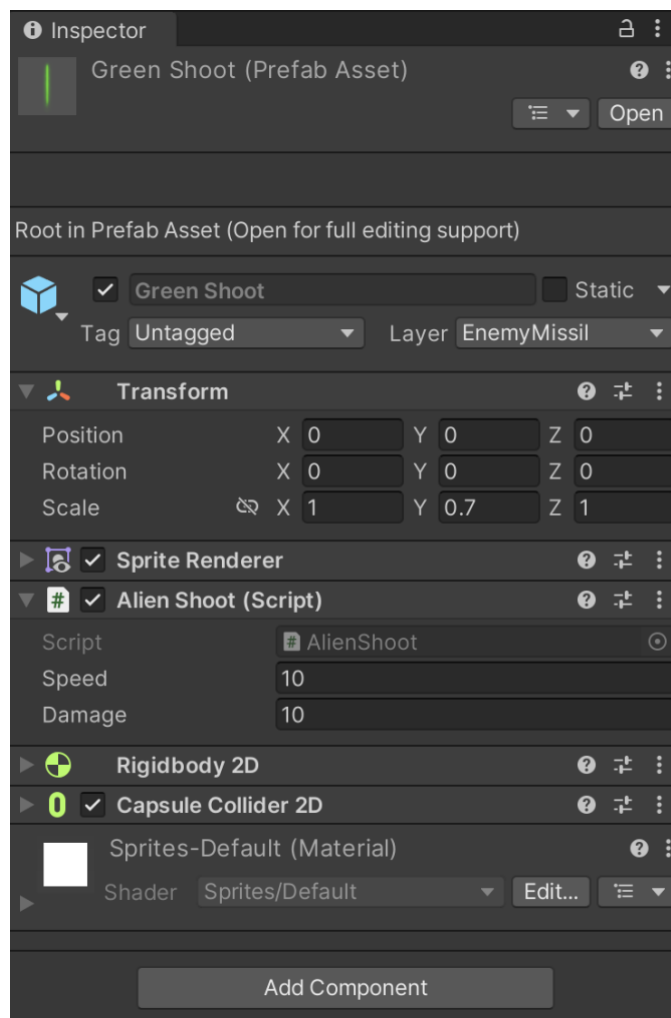 Inspector
Green Shoot (Prefab Asset)
Open
Root in Prefab Asset (Open for full editing support)
Green Shoot Static
Tag Untagged Layer EnemyMissil
Transform
Position X 0 Y 0 Z 0
Rotation X 0 Y 0 Z 0
Scale X 1 Y 0.7 Z 1
Sprite Renderer
# Alien Shoot (Script)
Script # AlienShoot
Speed 10
Damage 10
Rigidbody 2D
Capsule Collider 2D
Sprites-Default (Material)
Shader Sprites/Default Edit...
Add Component